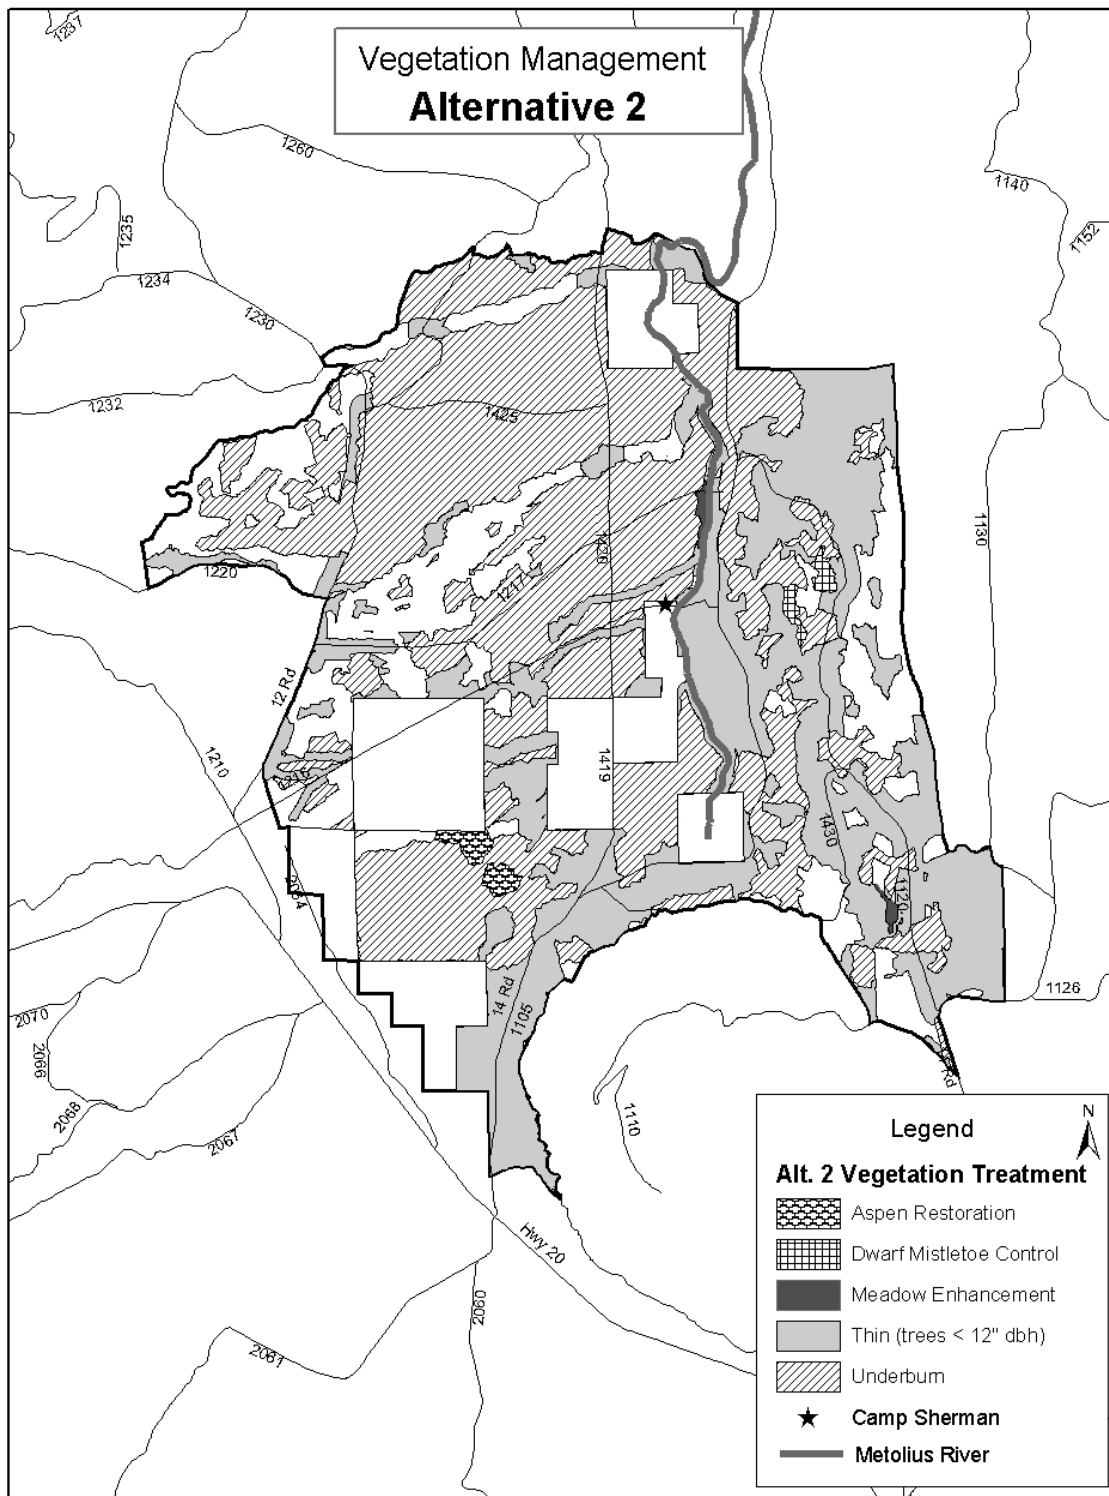 1237
Vegetation Management
Alternative 2
1260
1140
1235
1152
1234
1230
1232
1425
1130
1220
1420
1217
12 Rd
1210
1419
1216
1430
2064
1120
14 Rd
1105
1126
2070
2066
2068
2067
1110
Rd
Hwy 20
2060
2061
N
Legend
Alt. 2 Vegetation Treatment
Aspen Restoration
Dwarf Mistletoe Control
Meadow Enhancement
Thin (trees < 12" dbh)
Underburn
Camp Sherman
Metolius River